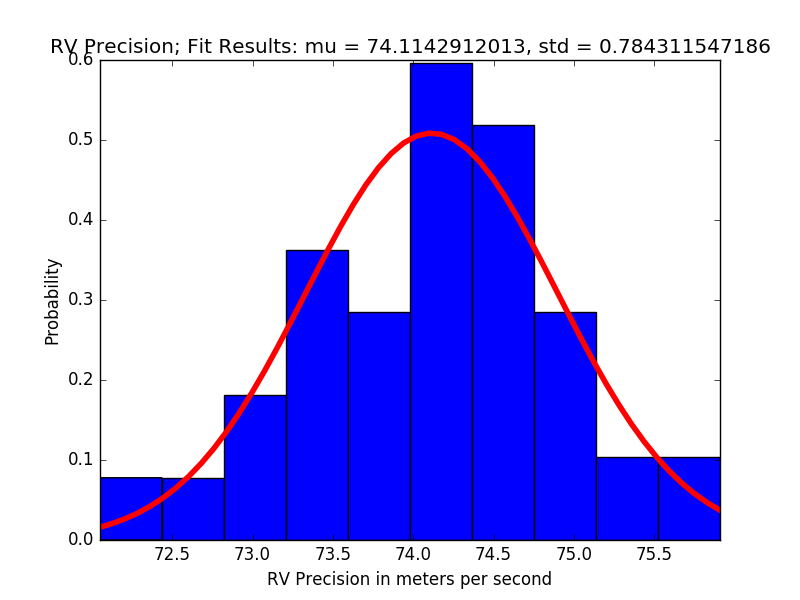 RV Precision; Fit Results: mu = 74.1142912013, std = 0.784311547186
0.6
0.5
0.4
0.3
0.2
0.1
0.0
Probability
72.5 73.0 73.5 74.0 74.5 75.0 75.5
RV Precision in meters per second